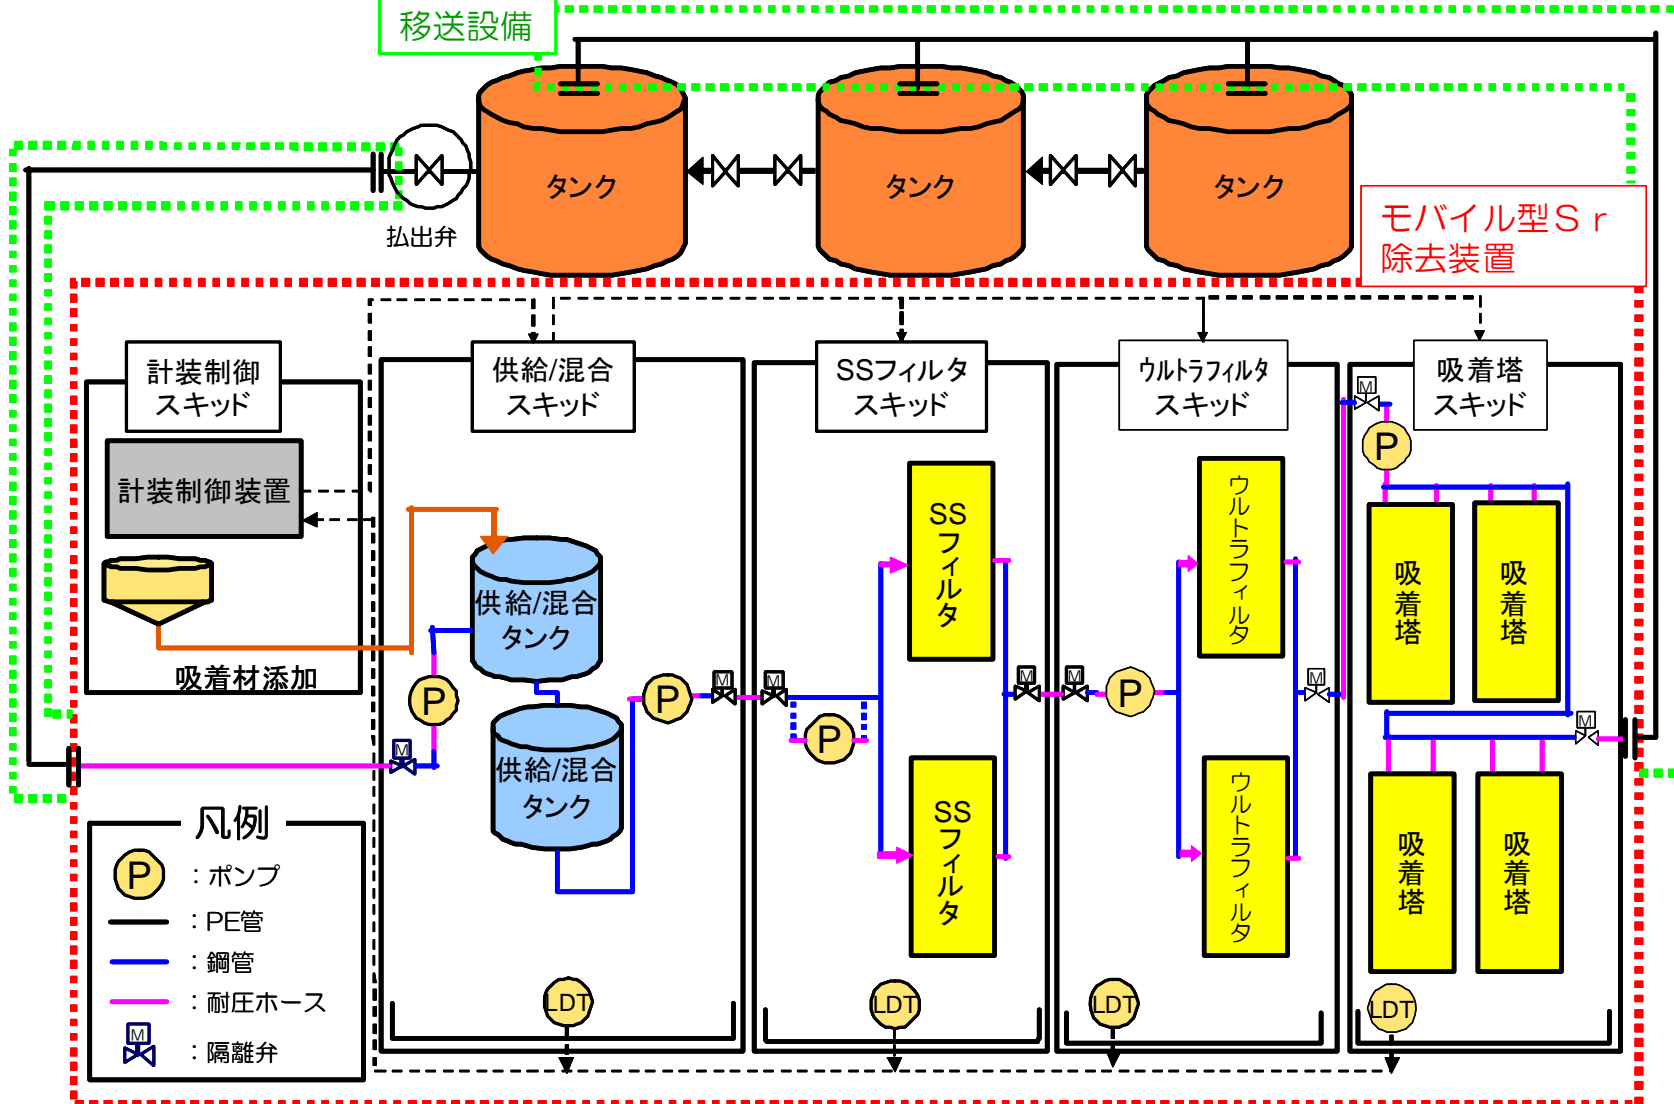 移送設備
タンク
タンク
タンク
払出弁
モバイル型Ｓｒ
除去装置
計装制御
スキッド
供給/混合
スキッド
SSフィルタ
スキッド
ウルトラフィルタ
スキッド
吸着塔
スキッド
計装制御装置
吸着材添加
供給/混合
タンク
供給/混合
タンク
P
M
P
M
M
P
SSフィルタ
SSフィルタ
M
M
P
ウルトラフィルタ
ウルトラフィルタ
M
M
P
吸着塔
吸着塔
M
吸着塔
吸着塔
LDT
LDT
LDT
LDT
凡例
P
：ポンプ
：PE管
：鋼管
：耐圧ホース
M
：隔離弁